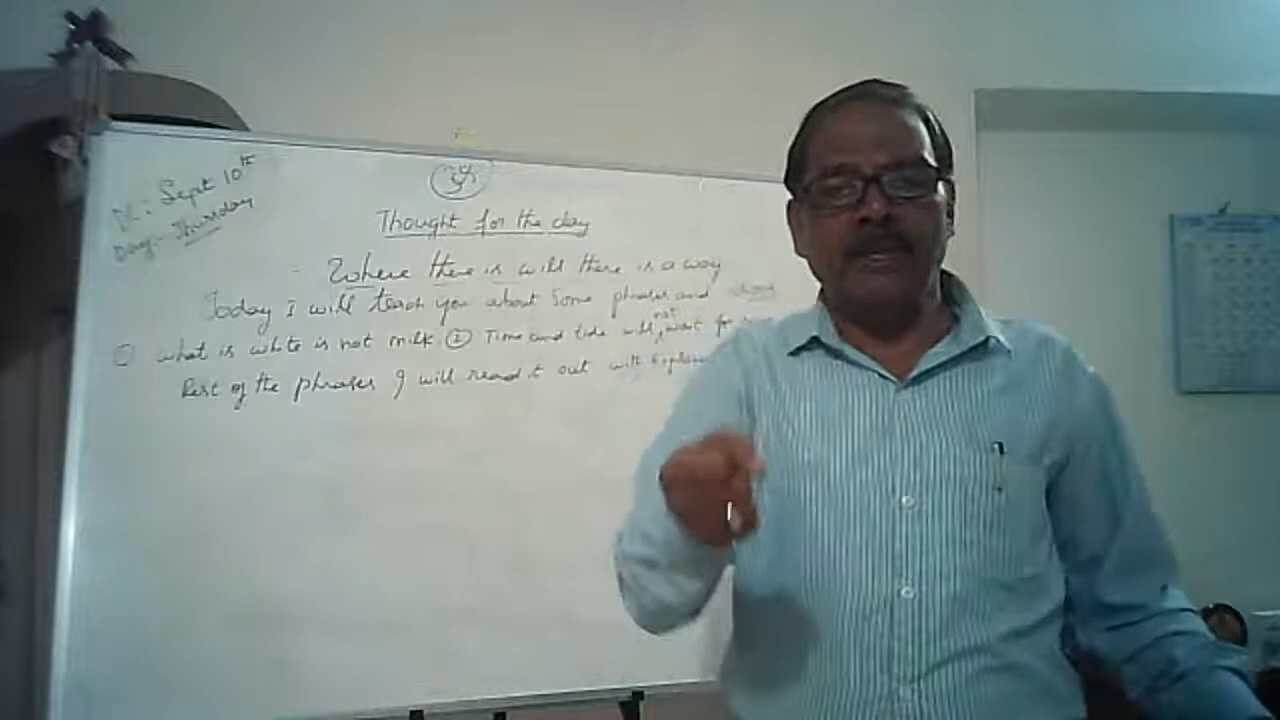 Dt: Sept 10th
Day:- Thursday
ॐ
Thought for the day
Where there is will there is a way
Today I will teach you about some phrases and
① what is white is not milk ② Time and tide will not wait for
Rest of the phrases I will read it out with